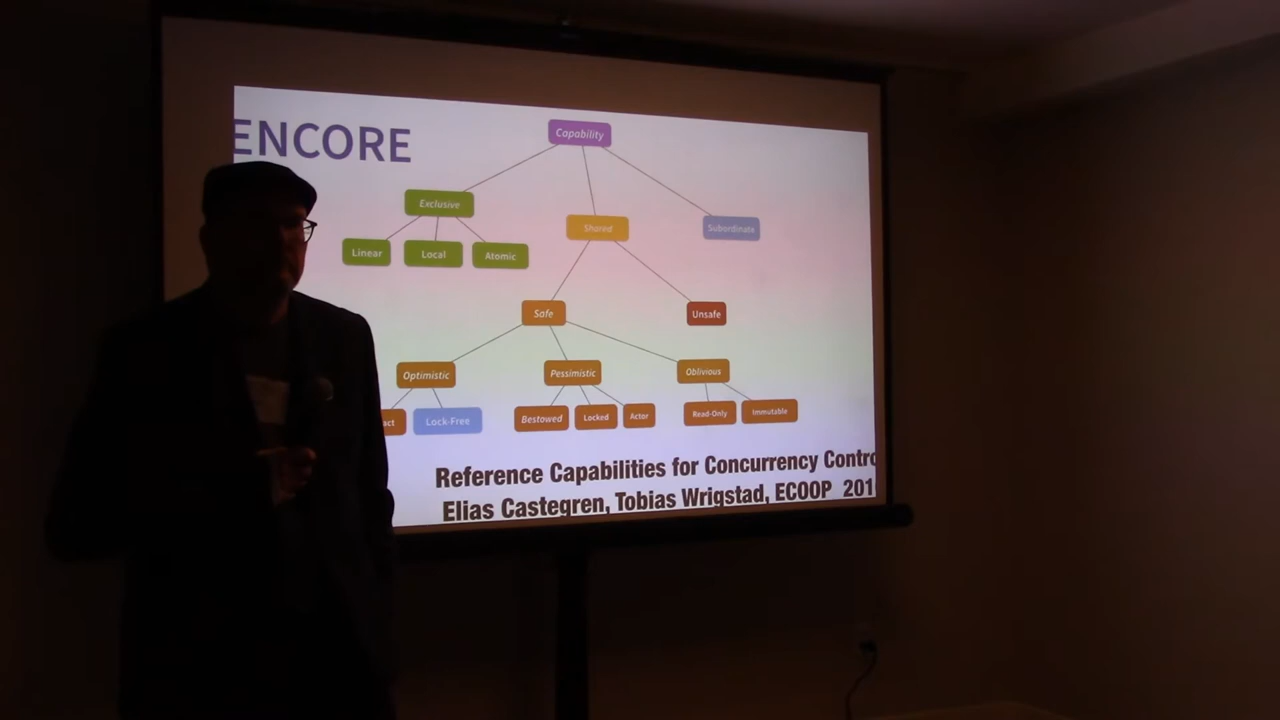 ENCORE
Capability
Exclusive
Shared
Subordinate
Linear
Local
Atomic
Safe
Unsafe
Optimistic
Pessimistic
Oblivious
act
Lock-Free
Bestowed
Locked
Actor
Read-Only
Immutable
Reference Capabilities for Concurrency Contro
Elias Castegren, Tobias Wrigstad, ECOOP 201